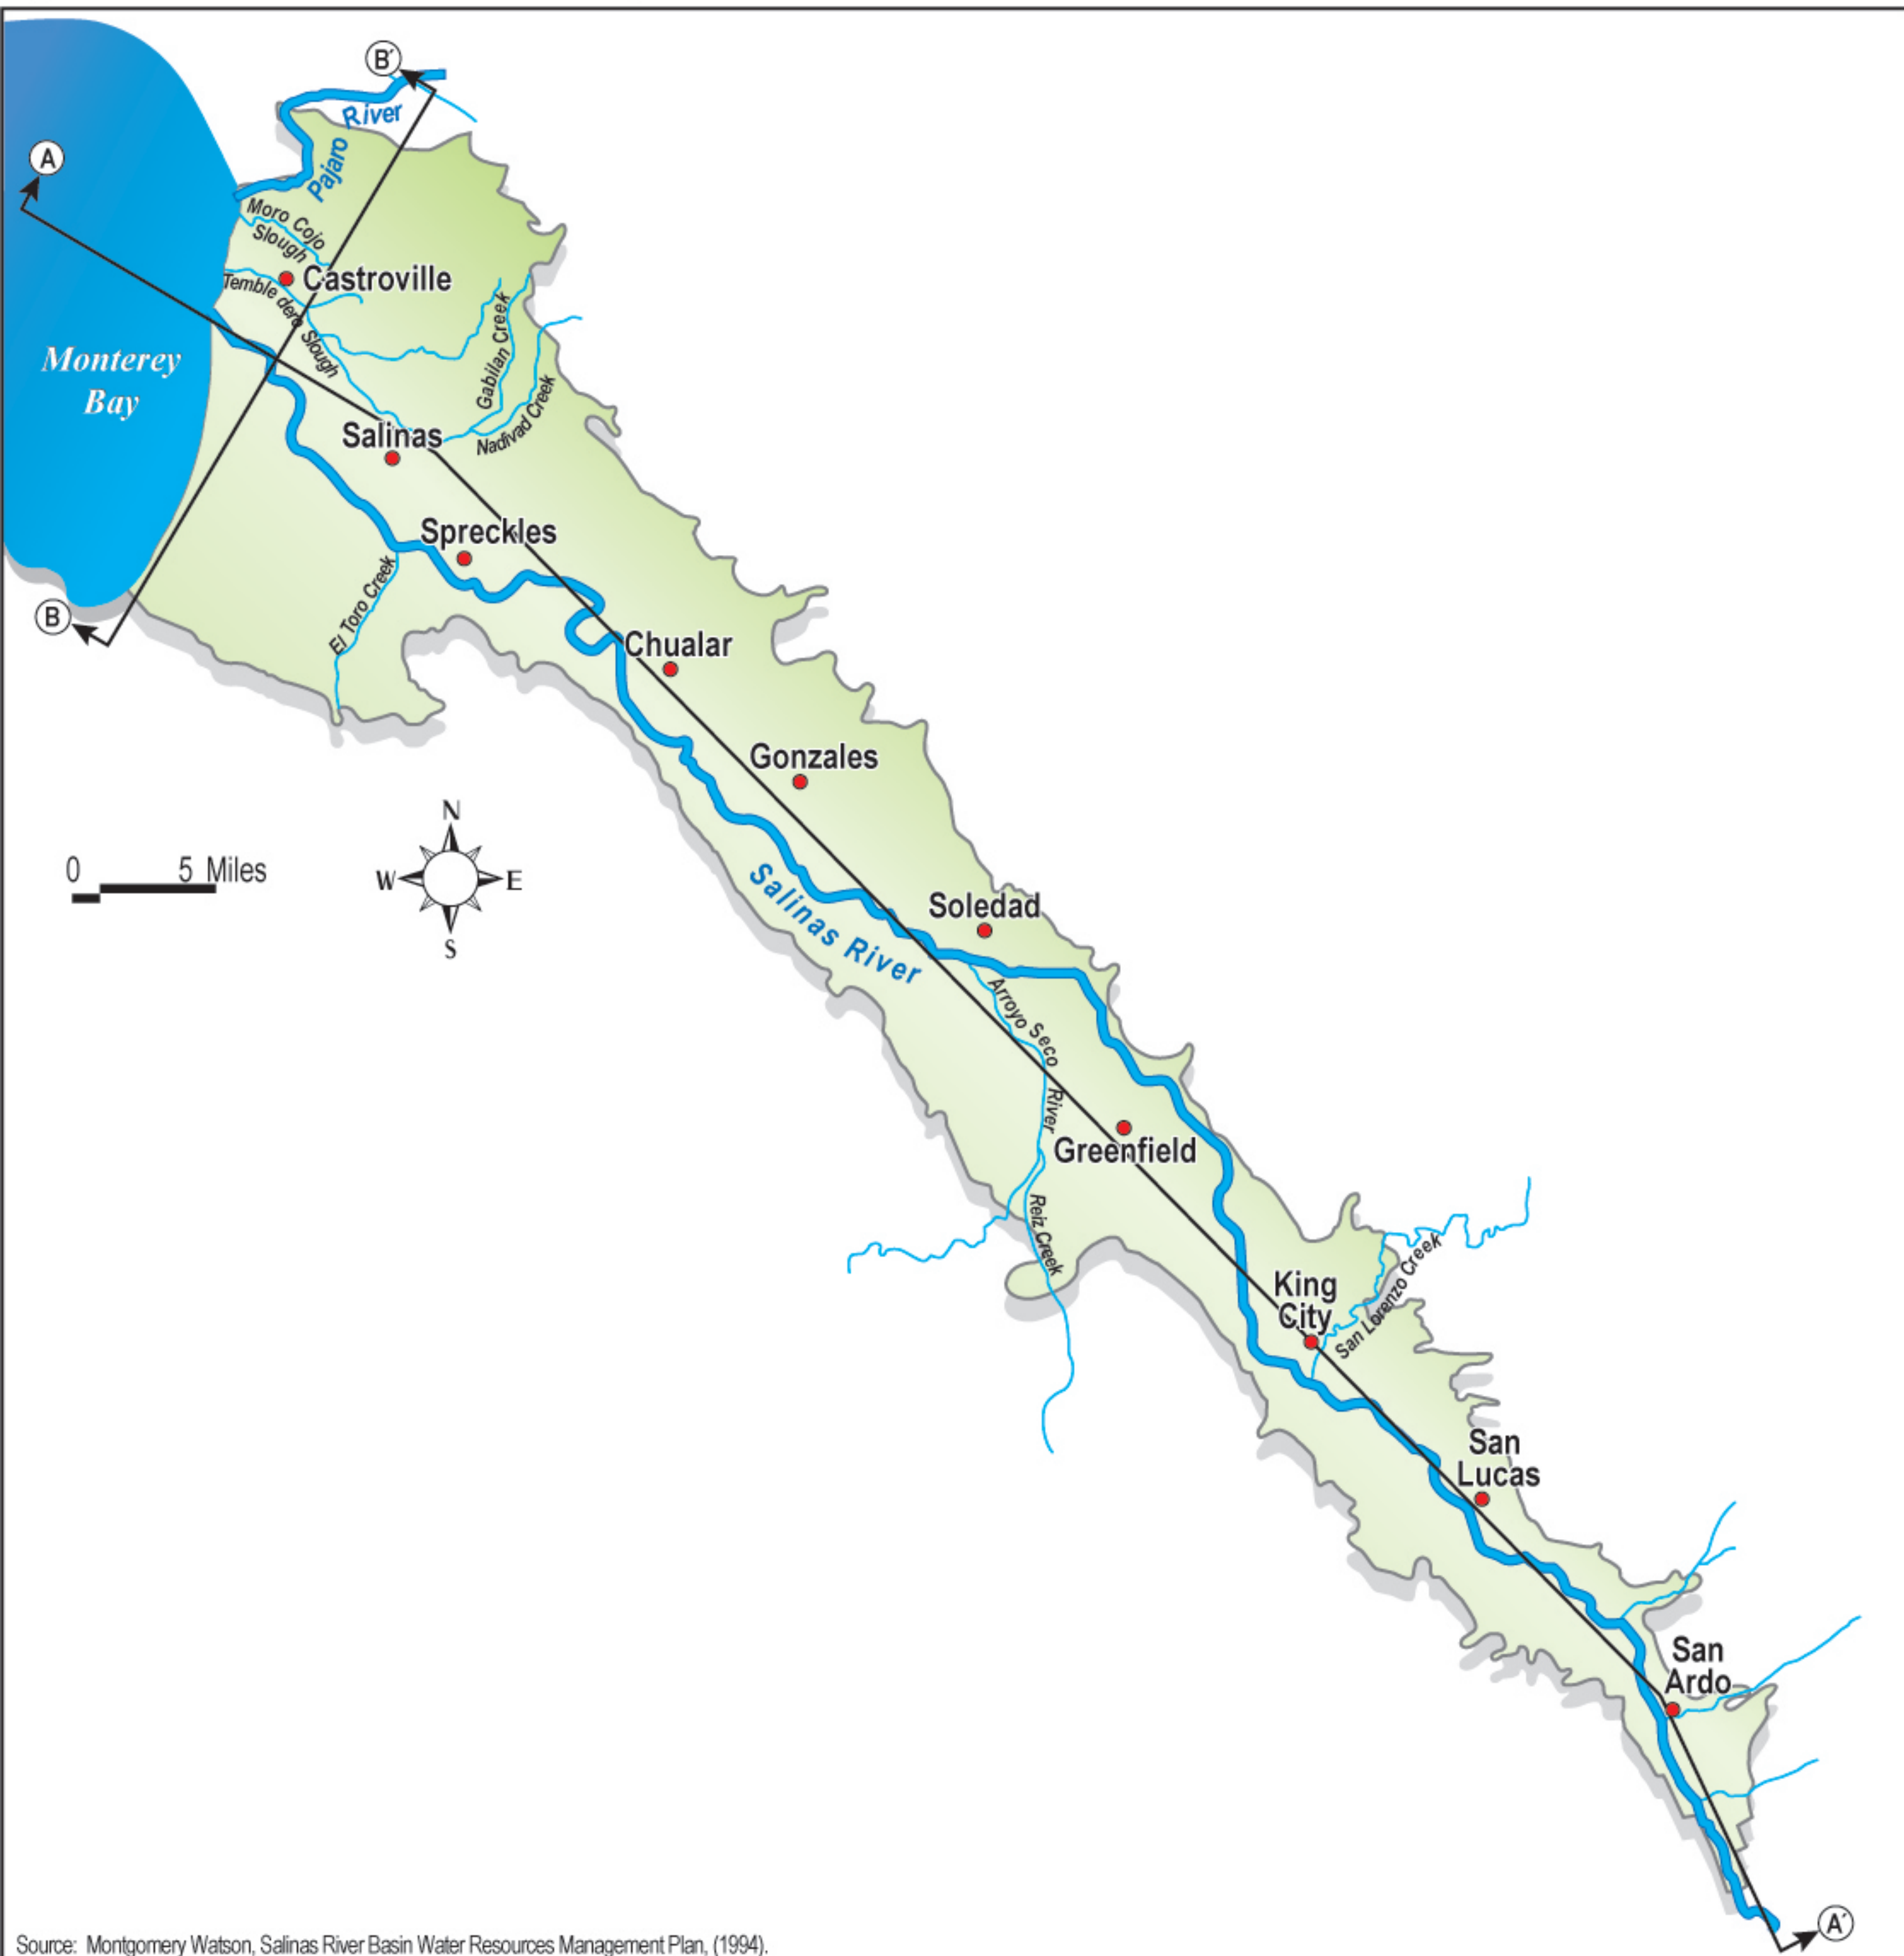 B′
Pajaro River
A
Moro Cojo
Slough
Castroville
Temble dero Slough
Gabilan Creek
Nadivad Creek
Monterey
Bay
Salinas
Spreckles
El Toro Creek
B
Chualar
Gonzales
N
W E
S
0 5 Miles
Salinas River
Soledad
Arroyo Seco River
Greenfield
Reiz Creek
King
City
San Lorenzo Creek
San
Lucas
San
Ardo
A′
Source: Montgomery Watson, Salinas River Basin Water Resources Management Plan, (1994).